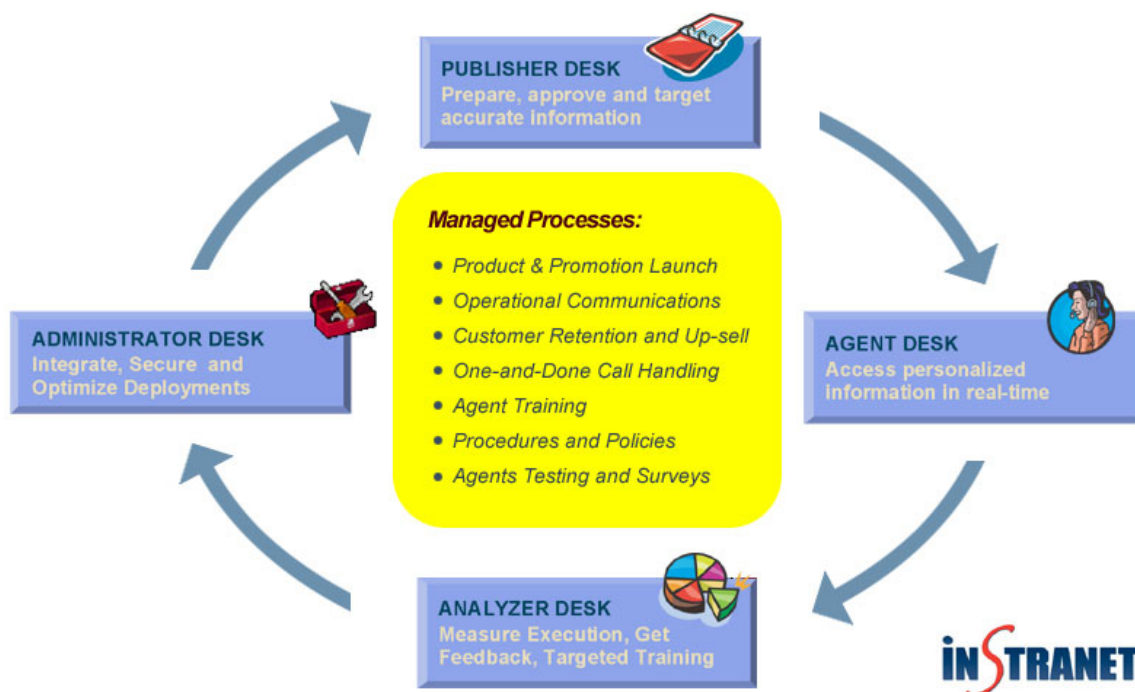 PUBLISHER DESK
Prepare, approve and target
accurate information
Managed Processes:
• Product & Promotion Launch
• Operational Communications
• Customer Retention and Up-sell
• One-and-Done Call Handling
• Agent Training
• Procedures and Policies
• Agents Testing and Surveys
ADMINISTRATOR DESK
Integrate, Secure and
Optimize Deployments
AGENT DESK
Access personalized
information in real-time
ANALYZER DESK
Measure Execution, Get
Feedback, Targeted Training
inSTRANET